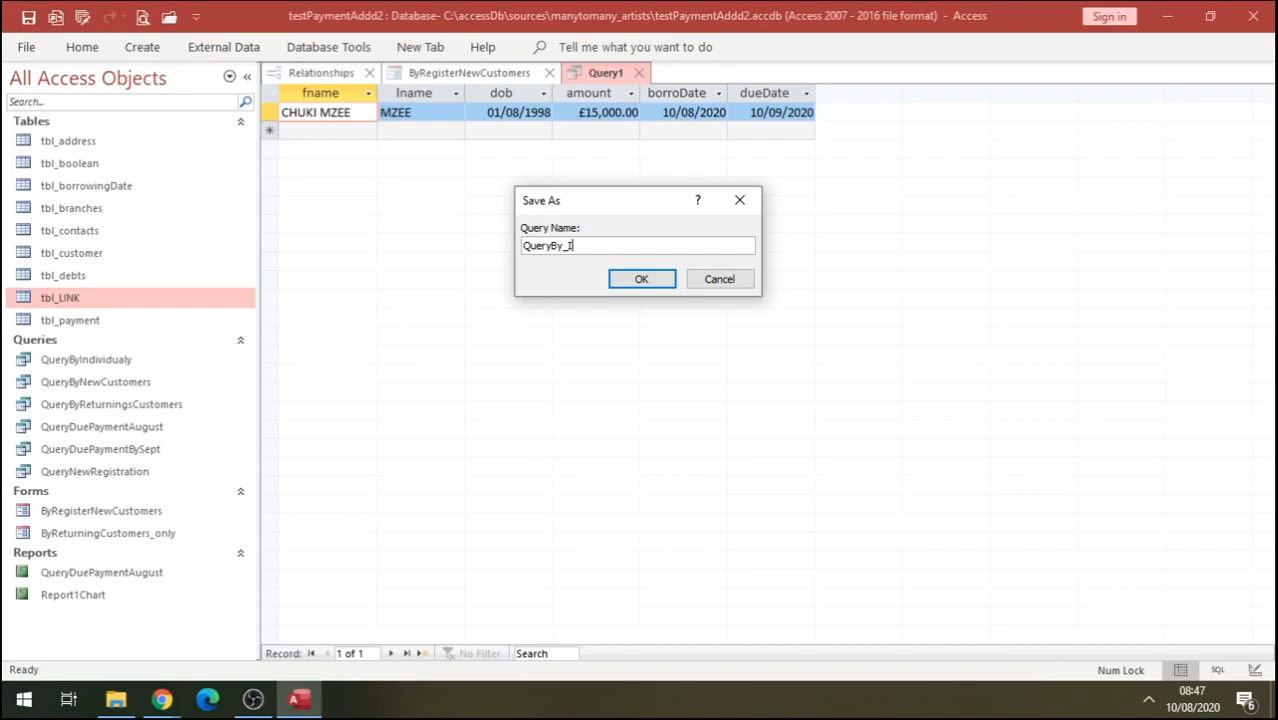 testPaymentAddd2 : Database- C:\accessDb\sources\manytomany_artists\testPaymentAddd2.accdb (Access 2007 - 2016 file format) - Access
Sign in
File Home Create External Data Database Tools New Tab Help Tell me what you want to do
All Access Objects
Search...
Tables
tbl_address
tbl_boolean
tbl_borrowingDate
tbl_branches
tbl_contacts
tbl_customer
tbl_debts
tbl_LINK
tbl_payment
Queries
QueryByIndividualy
QueryByNewCustomers
QueryByReturningsCustomers
QueryDuePaymentAugust
QueryDuePaymentBySept
QueryNewRegistration
Forms
ByRegisterNewCustomers
ByReturningCustomers_only
Reports
QueryDuePaymentAugust
Report1Chart
Relationships ByRegisterNewCustomers Query1
fname lname dob amount borroDate dueDate
CHUKI MZEE MZEE 01/08/1998 £15,000.00 10/08/2020 10/09/2020
Save As
?
Query Name:
QueryBy_I
OK Cancel
Record: 1 of 1 No Filter Search
Ready
Num Lock
SQL
08:47
10/08/2020
6